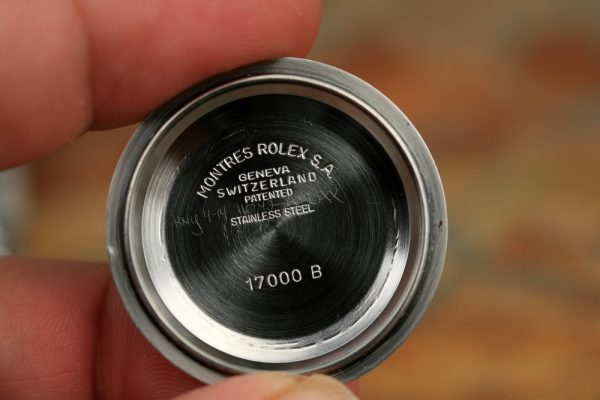 MONTRES ROLEX S.A.
GENEVA
SWITZERLAND
PATENTED
STAINLESS STEEL
17000 B